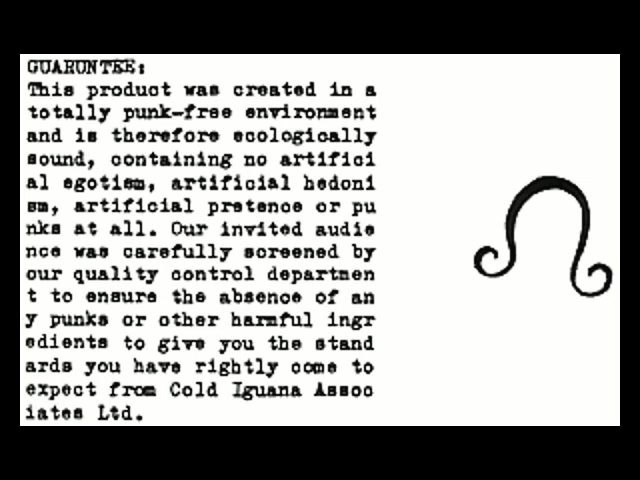 GUARUNTEE:
This product was created in a
totally punk-free environment
and is therefore ecologically
sound, containing no artifici
al egotism, artificial hedoni
sm, artificial pretence or pu
nks at all. Our invited audie
nce was carefully screened by
our quality control departmen
t to ensure the absence of an
y punks or other harmful ingr
edients to give you the stand
ards you have rightly come to
expect from Cold Iguana Assoc
iates Ltd.